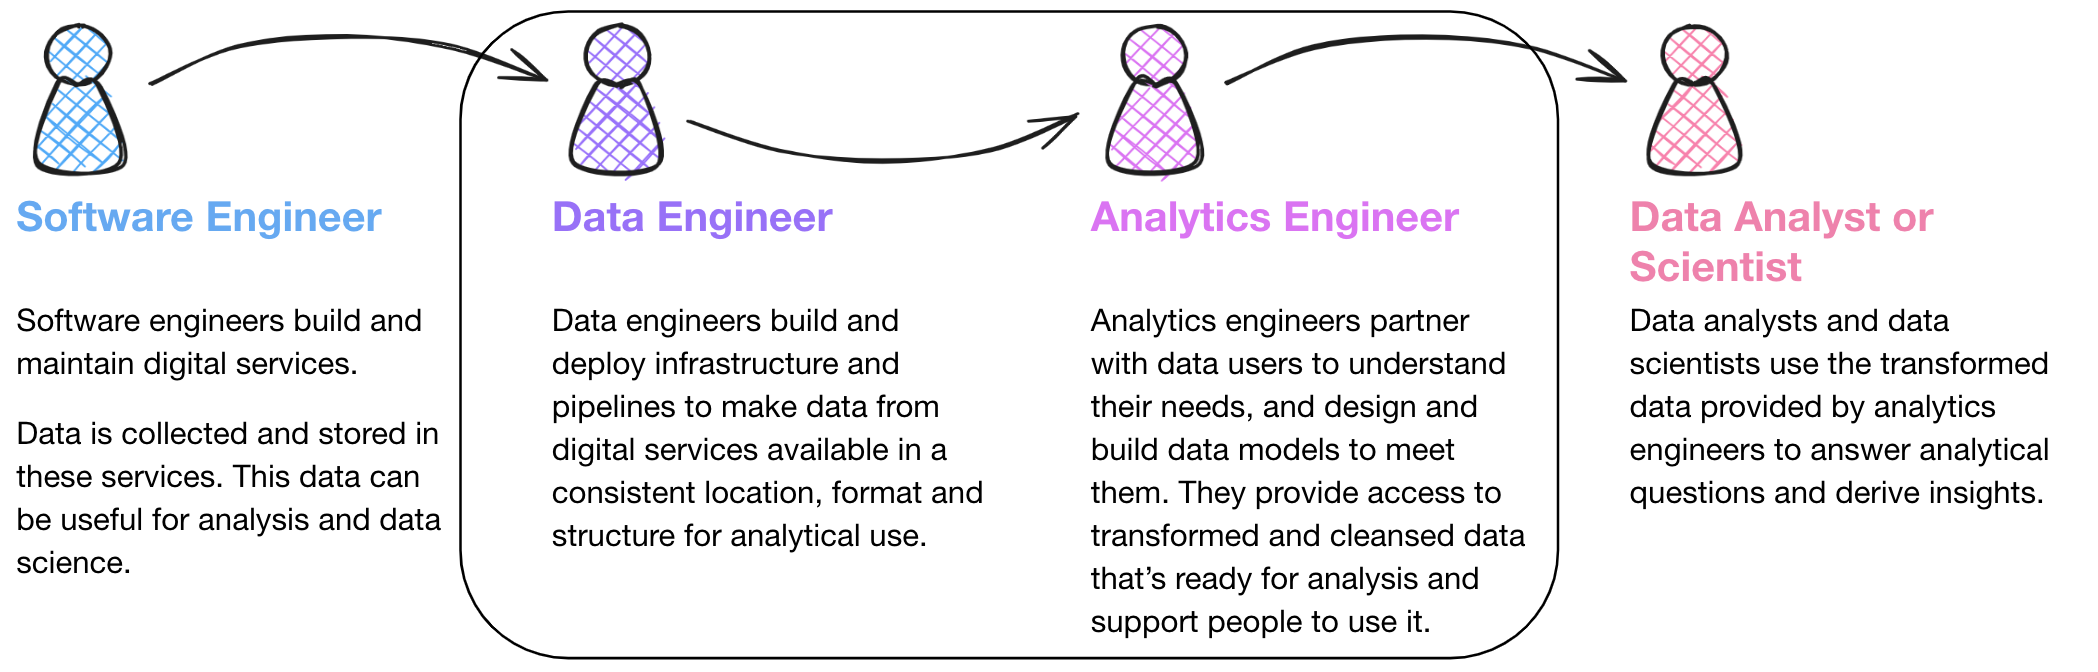 Software Engineer
Software engineers build and
maintain digital services.
Data is collected and stored in
these services. This data can
be useful for analysis and data
science.
Data Engineer
Data engineers build and
deploy infrastructure and
pipelines to make data from
digital services available in a
consistent location, format and
structure for analytical use.
Analytics Engineer
Analytics engineers partner
with data users to understand
their needs, and design and
build data models to meet
them. They provide access to
transformed and cleansed data
that’s ready for analysis and
support people to use it.
Data Analyst or
Scientist
Data analysts and data
scientists use the transformed
data provided by analytics
engineers to answer analytical
questions and derive insights.